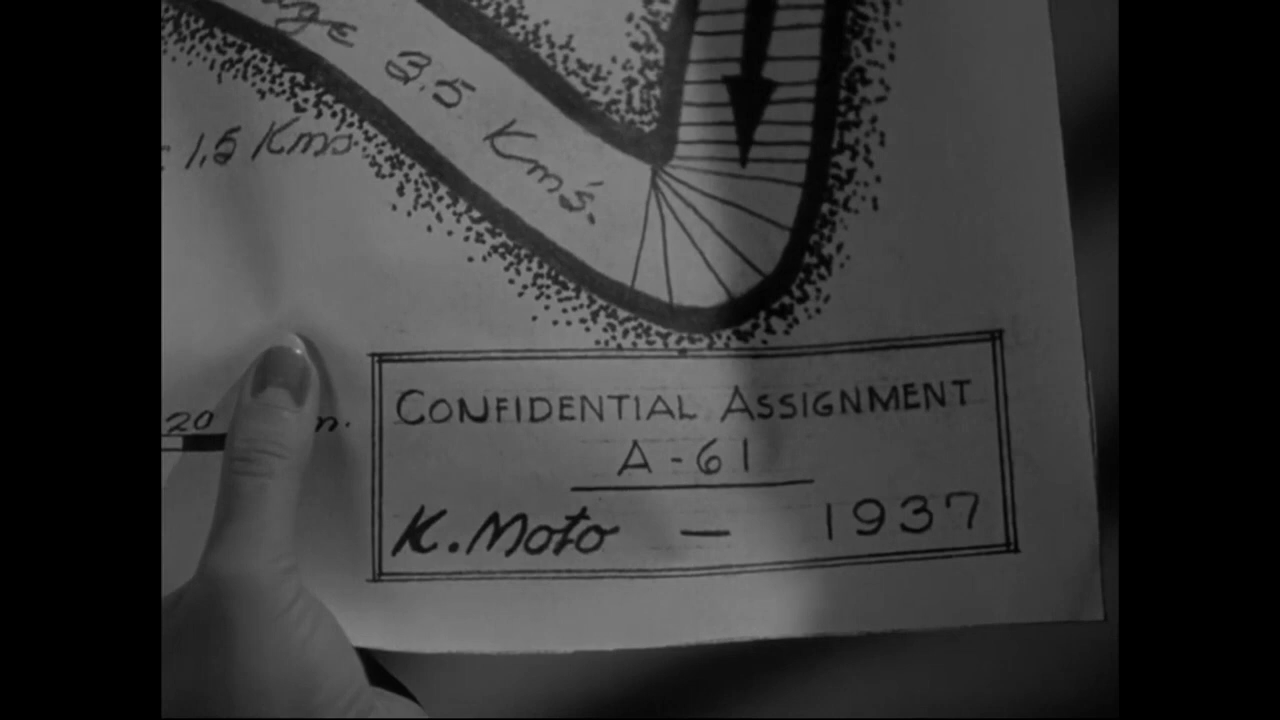 3.5 Kms.
1.5 Kms
20
CONFIDENTIAL ASSIGNMENT
A-61
K. Moto — 1937